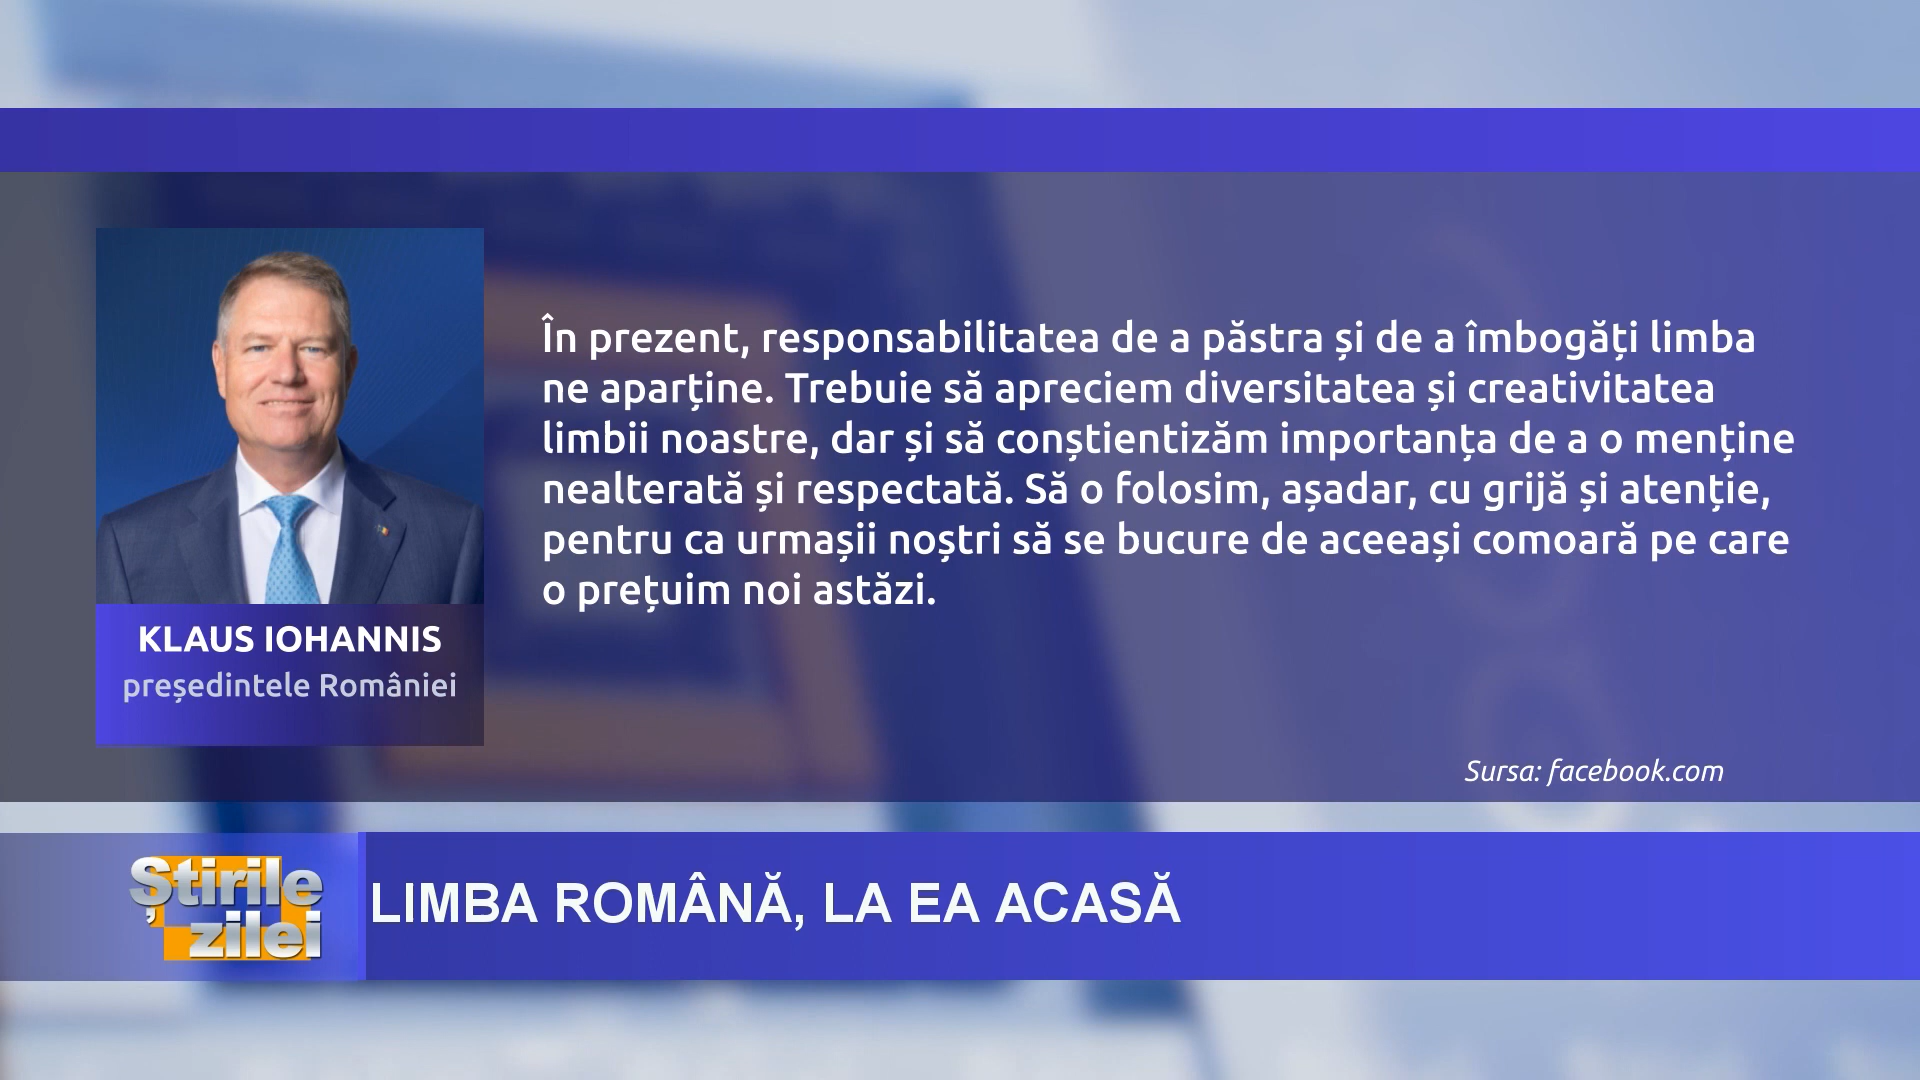 În prezent, responsabilitatea de a păstra și de a îmbogăți limba
ne aparține. Trebuie să apreciem diversitatea și creativitatea
limbii noastre, dar și să conștientizăm importanța de a o menține
nealterată și respectată. Să o folosim, așadar, cu grijă și atenție,
pentru ca urmașii noștri să se bucure de aceeași comoară pe care
o prețuim noi astăzi.
KLAUS IOHANNIS
președintele României
Sursa: facebook.com
Știrile
zilei
LIMBA ROMÂNĂ, LA EA ACASĂ